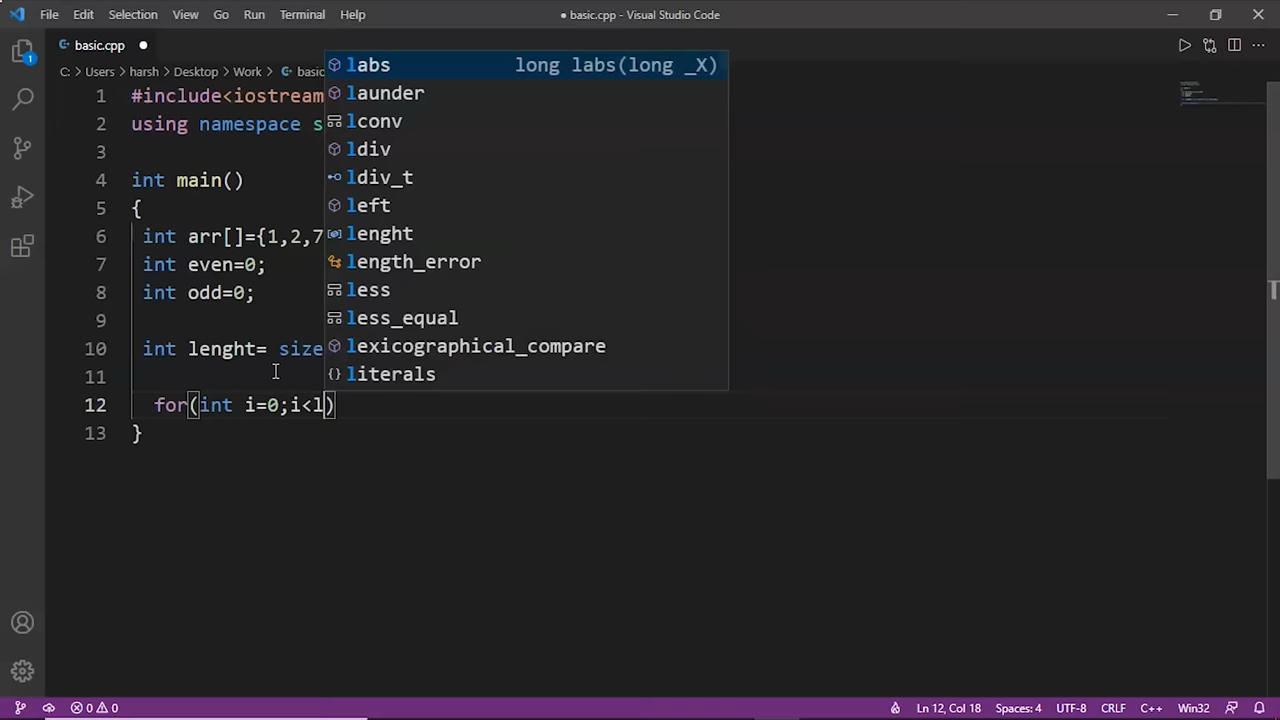 File Edit Selection View Go Run Terminal Help
● basic.cpp - Visual Studio Code
basic.cpp
C: > Users > harsh > Desktop > Work > basic
1 #include<iostream
2 using namespace s
3
4 int main()
5 {
6 int arr[]={1,2,7
7 int even=0;
8 int odd=0;
9
10 int lenght= size
11
12 for(int i=0;i<l)
13 }
labs long labs(long _X)
launder
lconv
ldiv
ldiv_t
left
lenght
length_error
less
less_equal
lexicographical_compare
literals
1
0 0 Ln 12, Col 18 Spaces: 4 UTF-8 CRLF C++ Win32